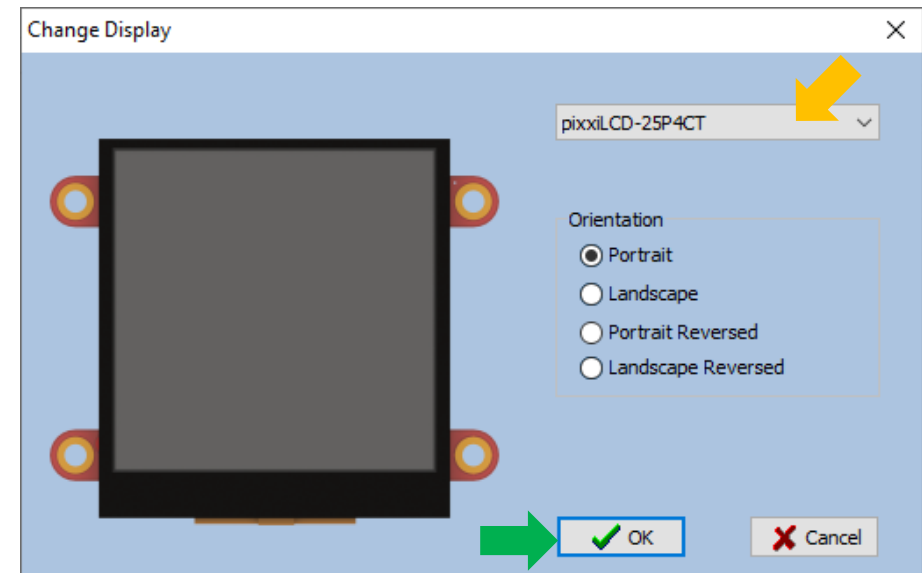 Change Display
pixxiLCD-25P4CT
Orientation
Portrait
Landscape
Portrait Reversed
Landscape Reversed
OK
Cancel